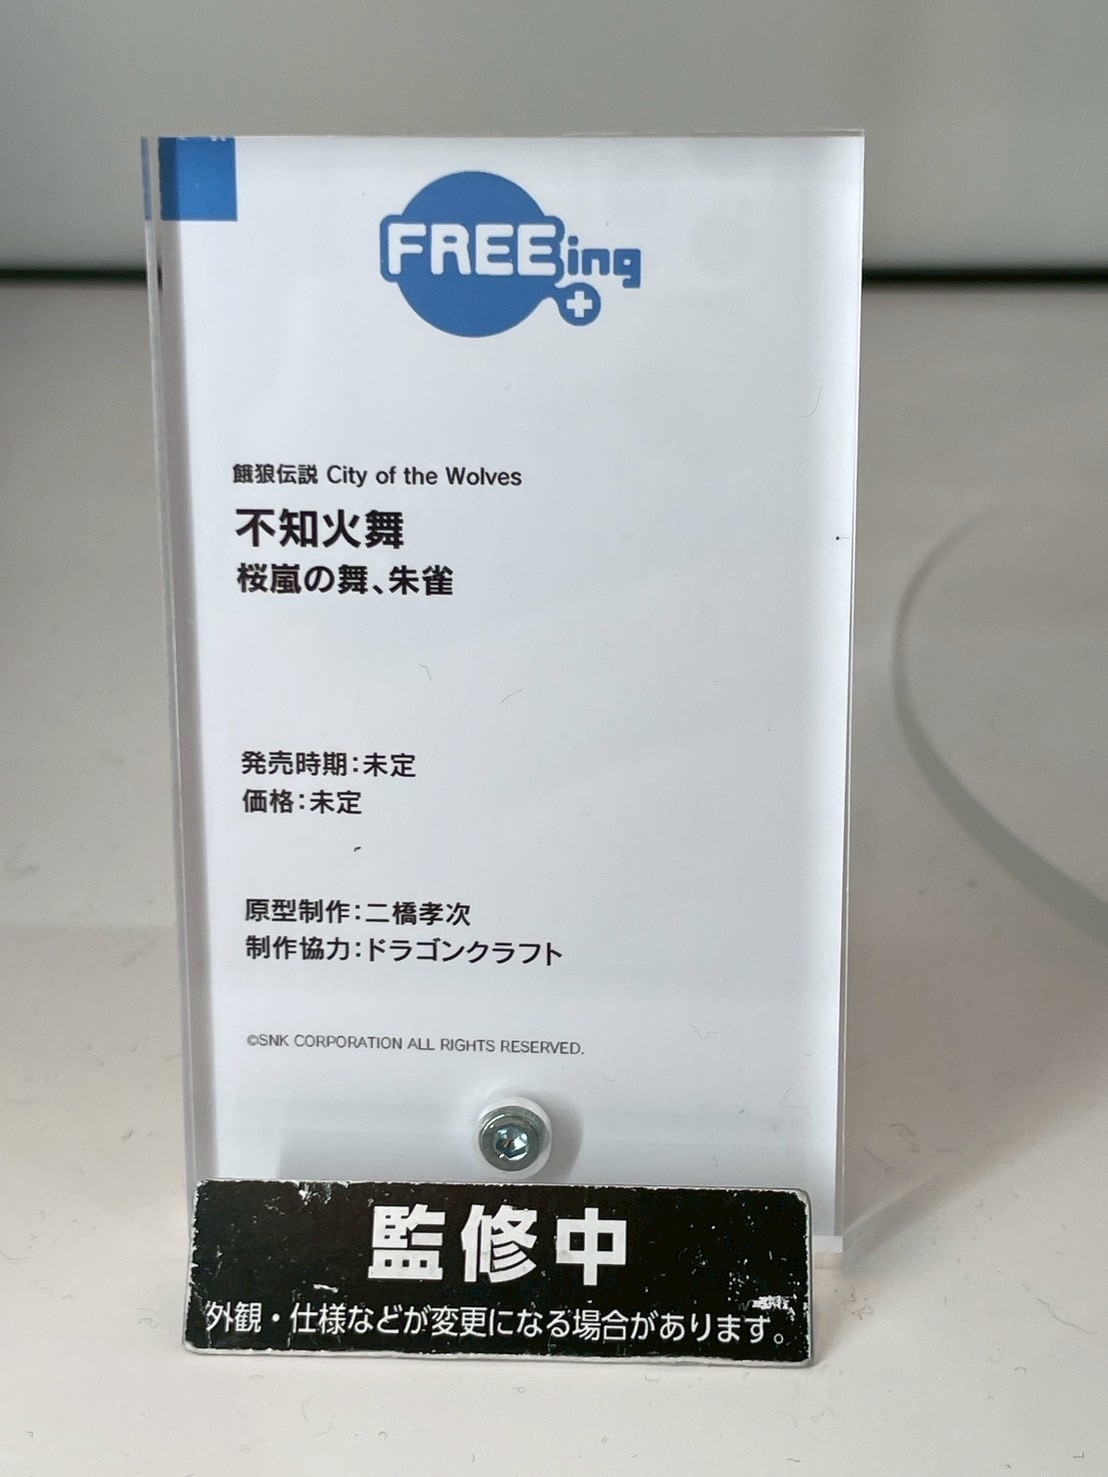 FREEing
餓狼伝説 City of the Wolves
不知火舞
桜嵐の舞、朱雀
発売時期：未定
価格：未定
原型制作：二橋孝次
制作協力：ドラゴンクラフト
©SNK CORPORATION ALL RIGHTS RESERVED.
監修中
外観・仕様などが変更になる場合があります。